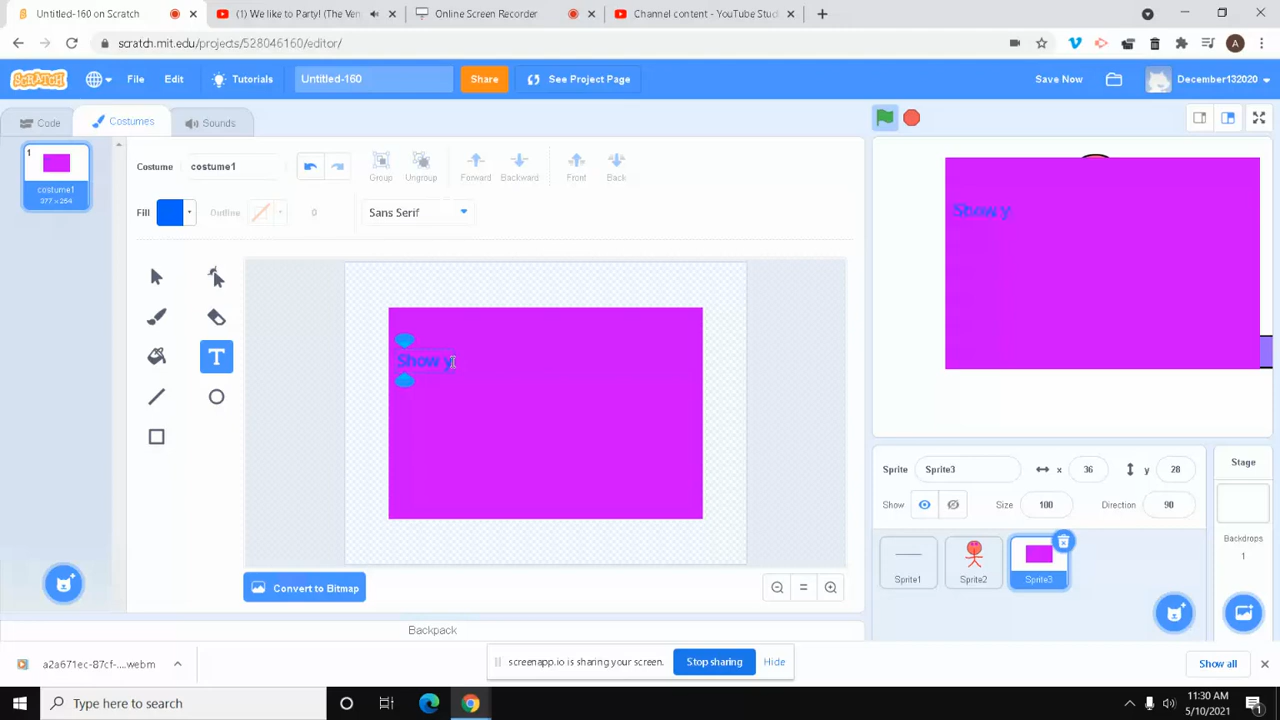 60 on Scratch
(1) We like to Party! (The Ven
Online Screen Recorder
Channel content - YouTube Stud
scratch.mit.edu/projects/528046160/editor/
A
SCRATCH
File
Edit
Tutorials
Untitled-160
Share
See Project Page
Save Now
December132020
Code
Costumes
Sounds
1
costume1
377 x 254
Costume
costume1
Group
Ungroup
Forward
Backward
Front
Back
Fill
Outline
0
Sans Serif
T
Show y
Convert to Bitmap
Backpack
Show y
Sprite
Sprite3
x
36
y
28
Show
Size
100
Direction
90
Sprite1
Sprite2
Sprite3
Stage
Backdrops
1
a2a671ec-87cf-....webm
screenapp.io is sharing your screen.
Stop sharing
Hide
Show all
Type here to search
11:30 AM
5/10/2021
1